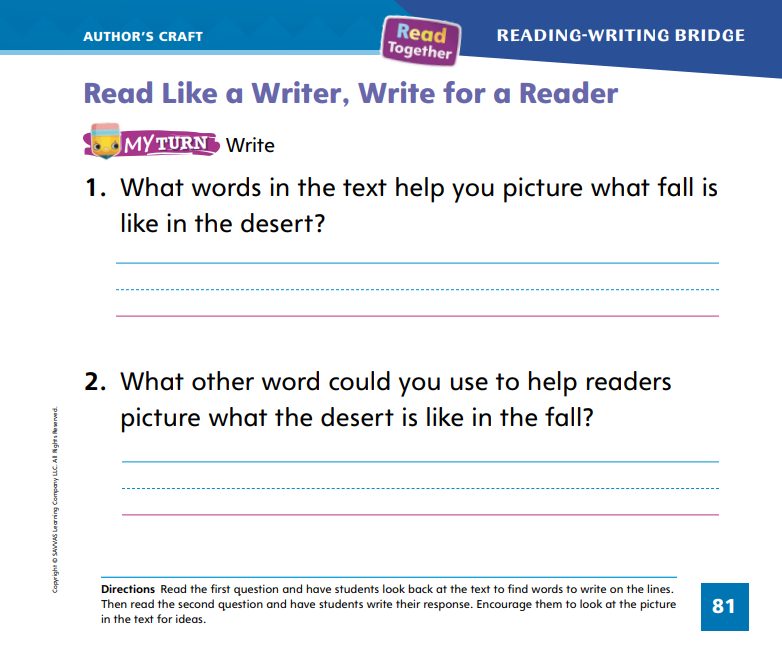 AUTHOR'S CRAFT
Read
Together
READING-WRITING BRIDGE
Read Like a Writer, Write for a Reader
MY TURN Write
1. What words in the text help you picture what fall is
like in the desert?
2. What other word could you use to help readers
picture what the desert is like in the fall?
Copyright © SAVVAS Learning Company LLC. All Rights Reserved.
Directions Read the first question and have students look back at the text to find words to write on the lines.
Then read the second question and have students write their response. Encourage them to look at the picture
in the text for ideas.
81